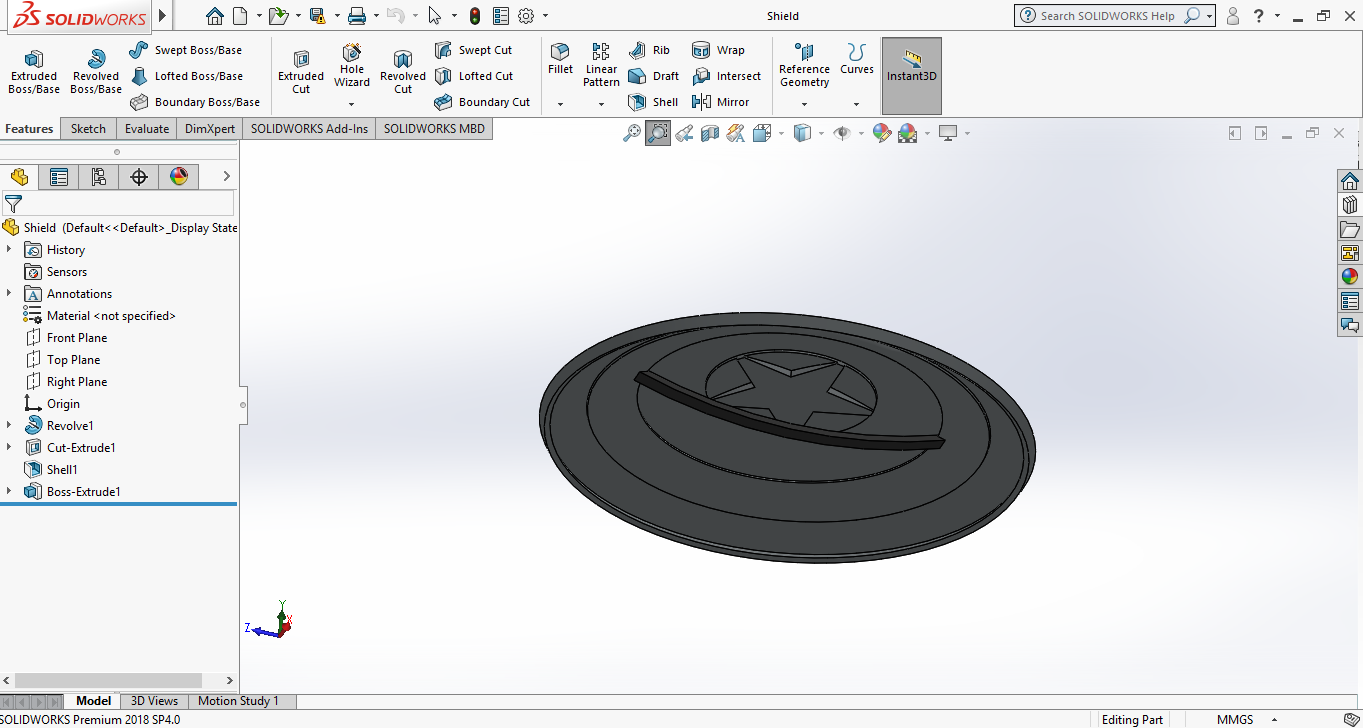 SOLIDWORKS
Shield
Search SOLIDWORKS Help
?
Extruded Boss/Base
Revolved Boss/Base
Swept Boss/Base
Lofted Boss/Base
Boundary Boss/Base
Extruded Cut
Hole Wizard
Revolved Cut
Swept Cut
Lofted Cut
Boundary Cut
Fillet
Linear Pattern
Rib
Draft
Shell
Wrap
Intersect
Mirror
Reference Geometry
Curves
Instant3D
Features
Sketch
Evaluate
DimXpert
SOLIDWORKS Add-Ins
SOLIDWORKS MBD
Shield (Default<<Default>_Display State
History
Sensors
Annotations
Material <not specified>
Front Plane
Top Plane
Right Plane
Origin
Revolve1
Cut-Extrude1
Shell1
Boss-Extrude1
Y
Z
X
Model
3D Views
Motion Study 1
SOLIDWORKS Premium 2018 SP4.0
Editing Part
MMGS